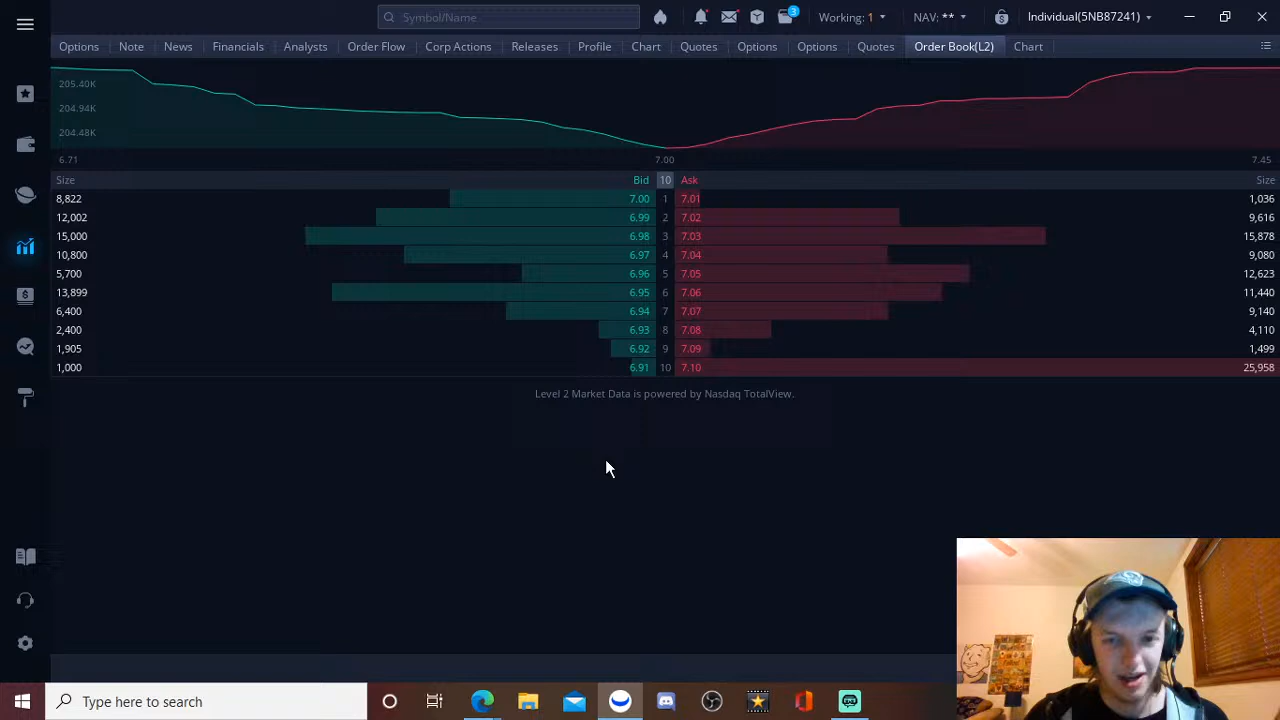 Symbol/Name
3
Working: 1
NAV: **
Individual(5NB87241)
Options Note News Financials Analysts Order Flow Corp Actions Releases Profile Chart Quotes Options Options Quotes Order Book(L2) Chart
205.40K
204.94K
204.48K
6.71 7.00 7.45
Size Bid 10 Ask Size
8,822 7.00 1 7.01 1,036
12,002 6.99 2 7.02 9,616
15,000 6.98 3 7.03 15,878
10,800 6.97 4 7.04 9,080
5,700 6.96 5 7.05 12,623
13,899 6.95 6 7.06 11,440
6,400 6.94 7 7.07 9,140
2,400 6.93 8 7.08 4,110
1,905 6.92 9 7.09 1,499
1,000 6.91 10 7.10 25,958
Level 2 Market Data is powered by Nasdaq TotalView.
Type here to search